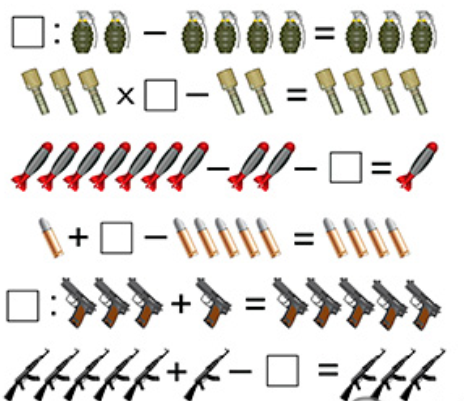 □ : − =
× □ − =
− − □ =
+ □ − =
□ : + =
+ − □ =